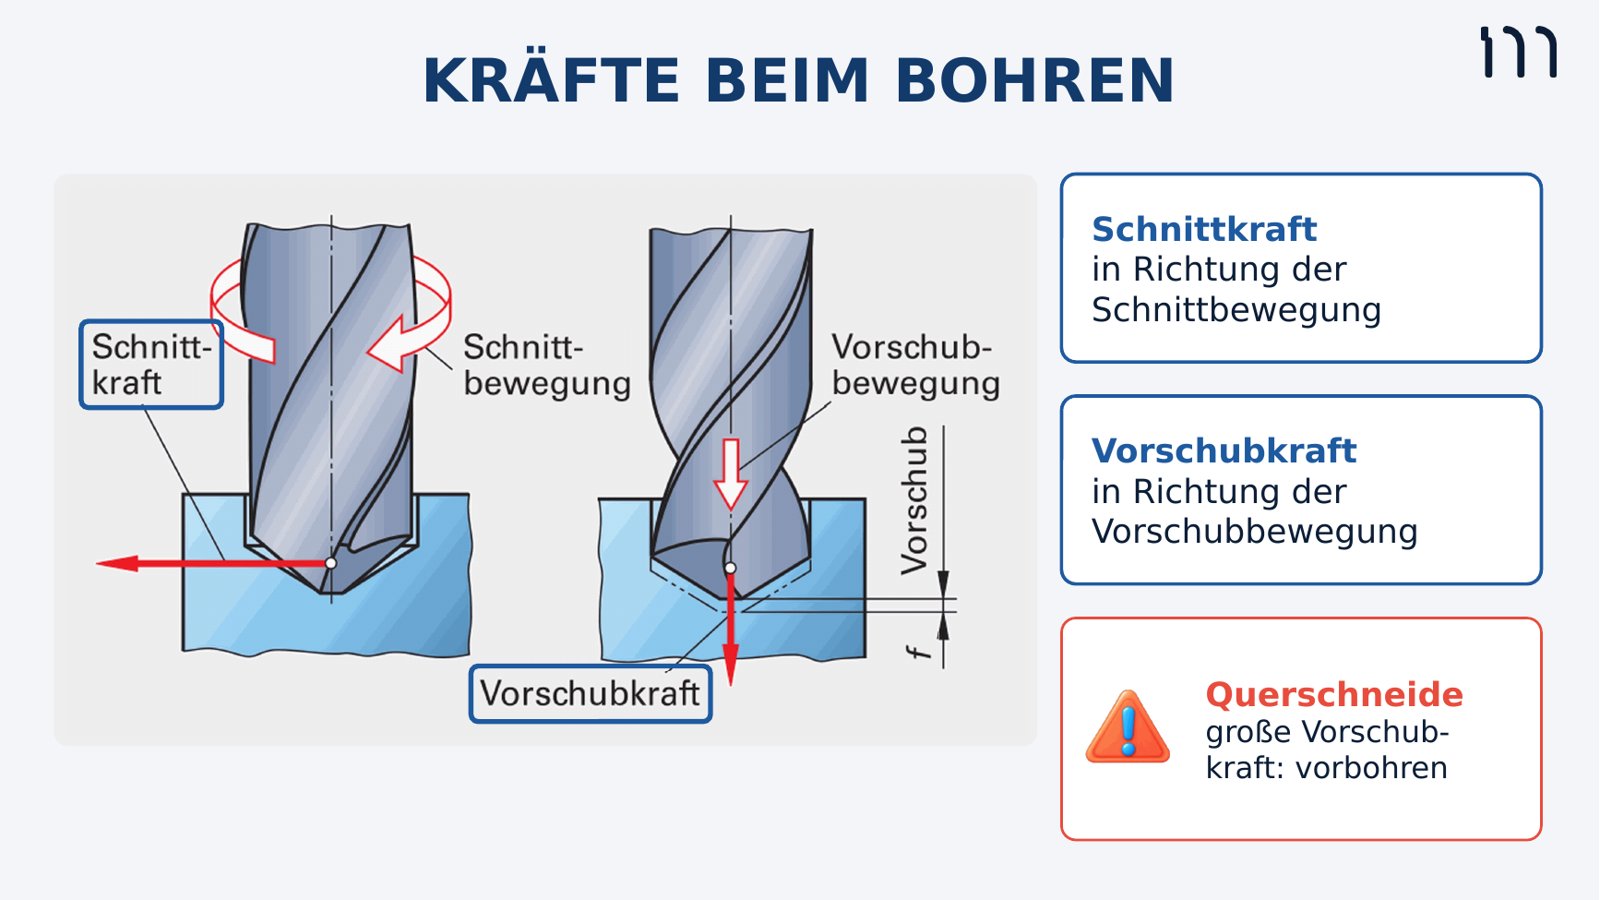 KRÄFTE BEIM BOHREN
Schnitt-
kraft
Schnitt-
bewegung
Vorschub-
bewegung
Vorschub
f
Vorschubkraft
Schnittkraft
in Richtung der
Schnittbewegung
Vorschubkraft
in Richtung der
Vorschubbewegung
Querschneide
große Vorschub-
kraft: vorbohren